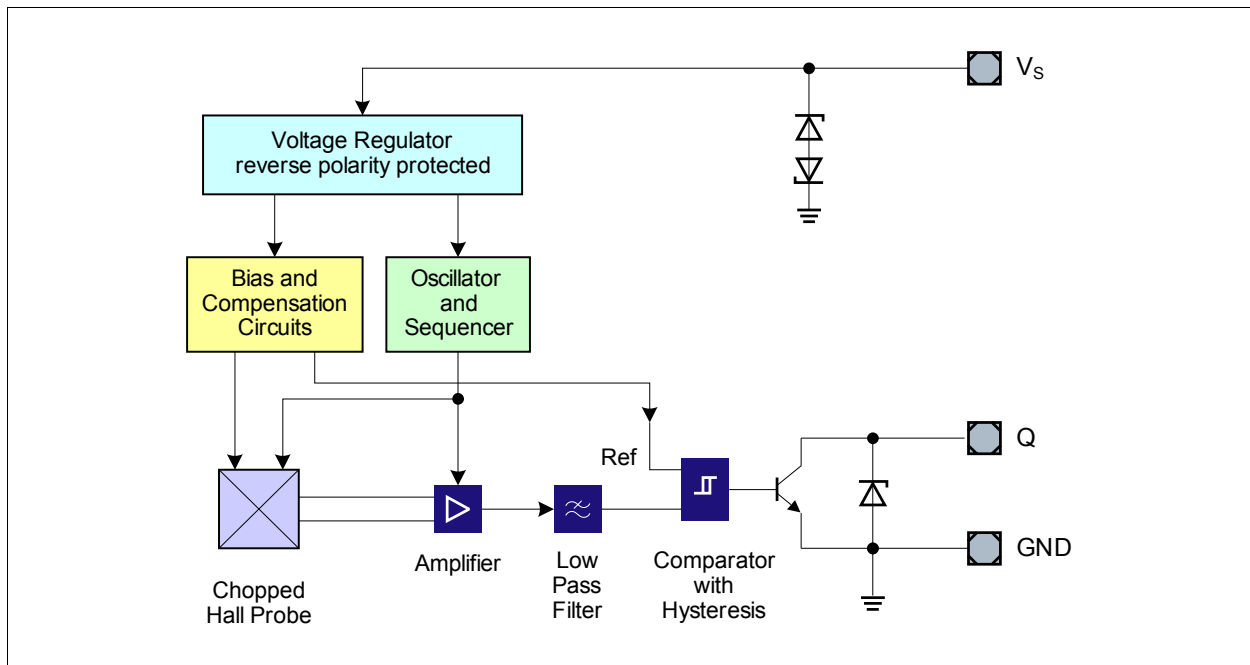 V_S
Voltage Regulator
reverse polarity protected
Bias and
Compensation
Circuits
Oscillator
and
Sequencer
Ref
Q
GND
Amplifier
Low
Pass
Filter
Comparator
with
Hysteresis
Chopped
Hall Probe